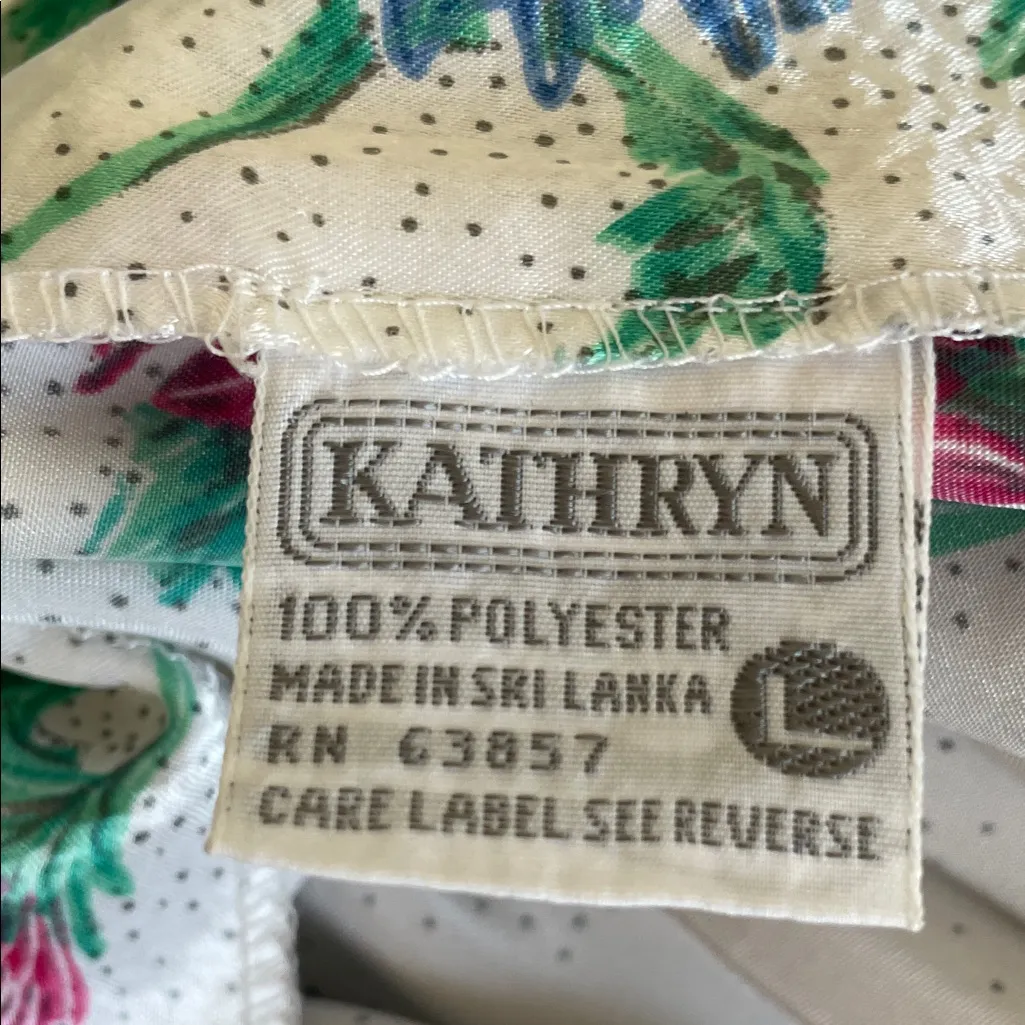 KATHRYN
100% POLYESTER
MADE IN SRI LANKA
L
RN 63857
CARE LABEL SEE REVERSE